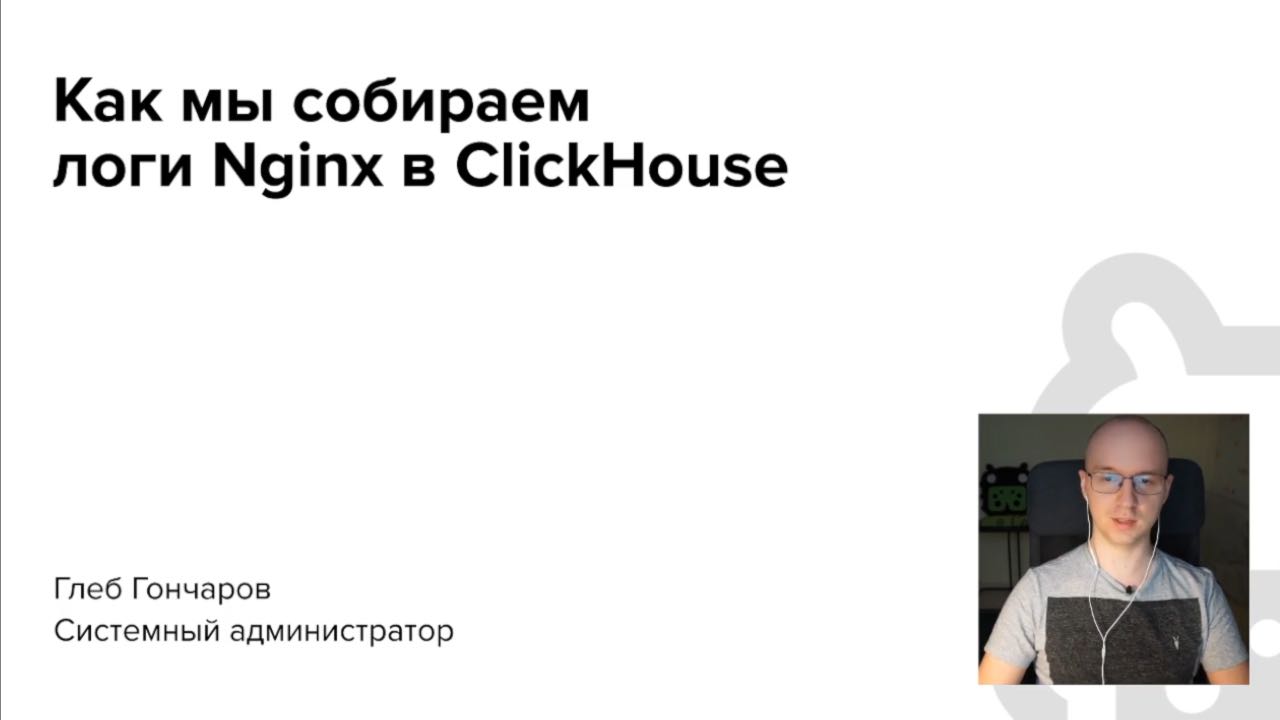 Как мы собираем
логи Nginx в ClickHouse
Глеб Гончаров
Системный администратор